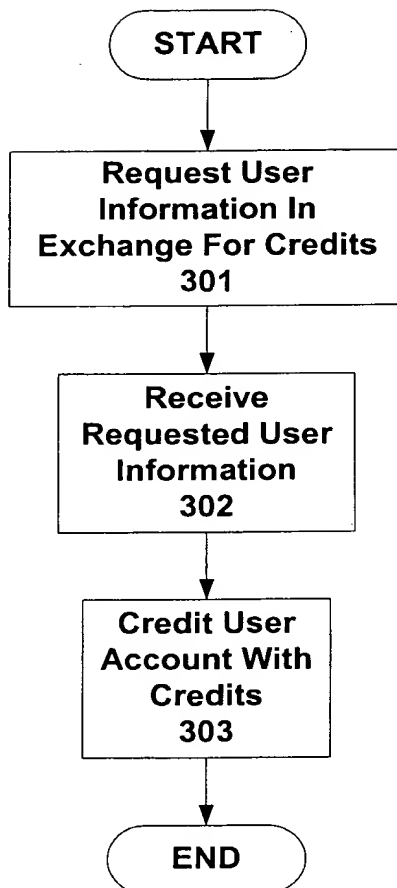 START
Request User
Information In
Exchange For Credits
301
Receive
Requested User
Information
302
Credit User
Account With
Credits
303
END